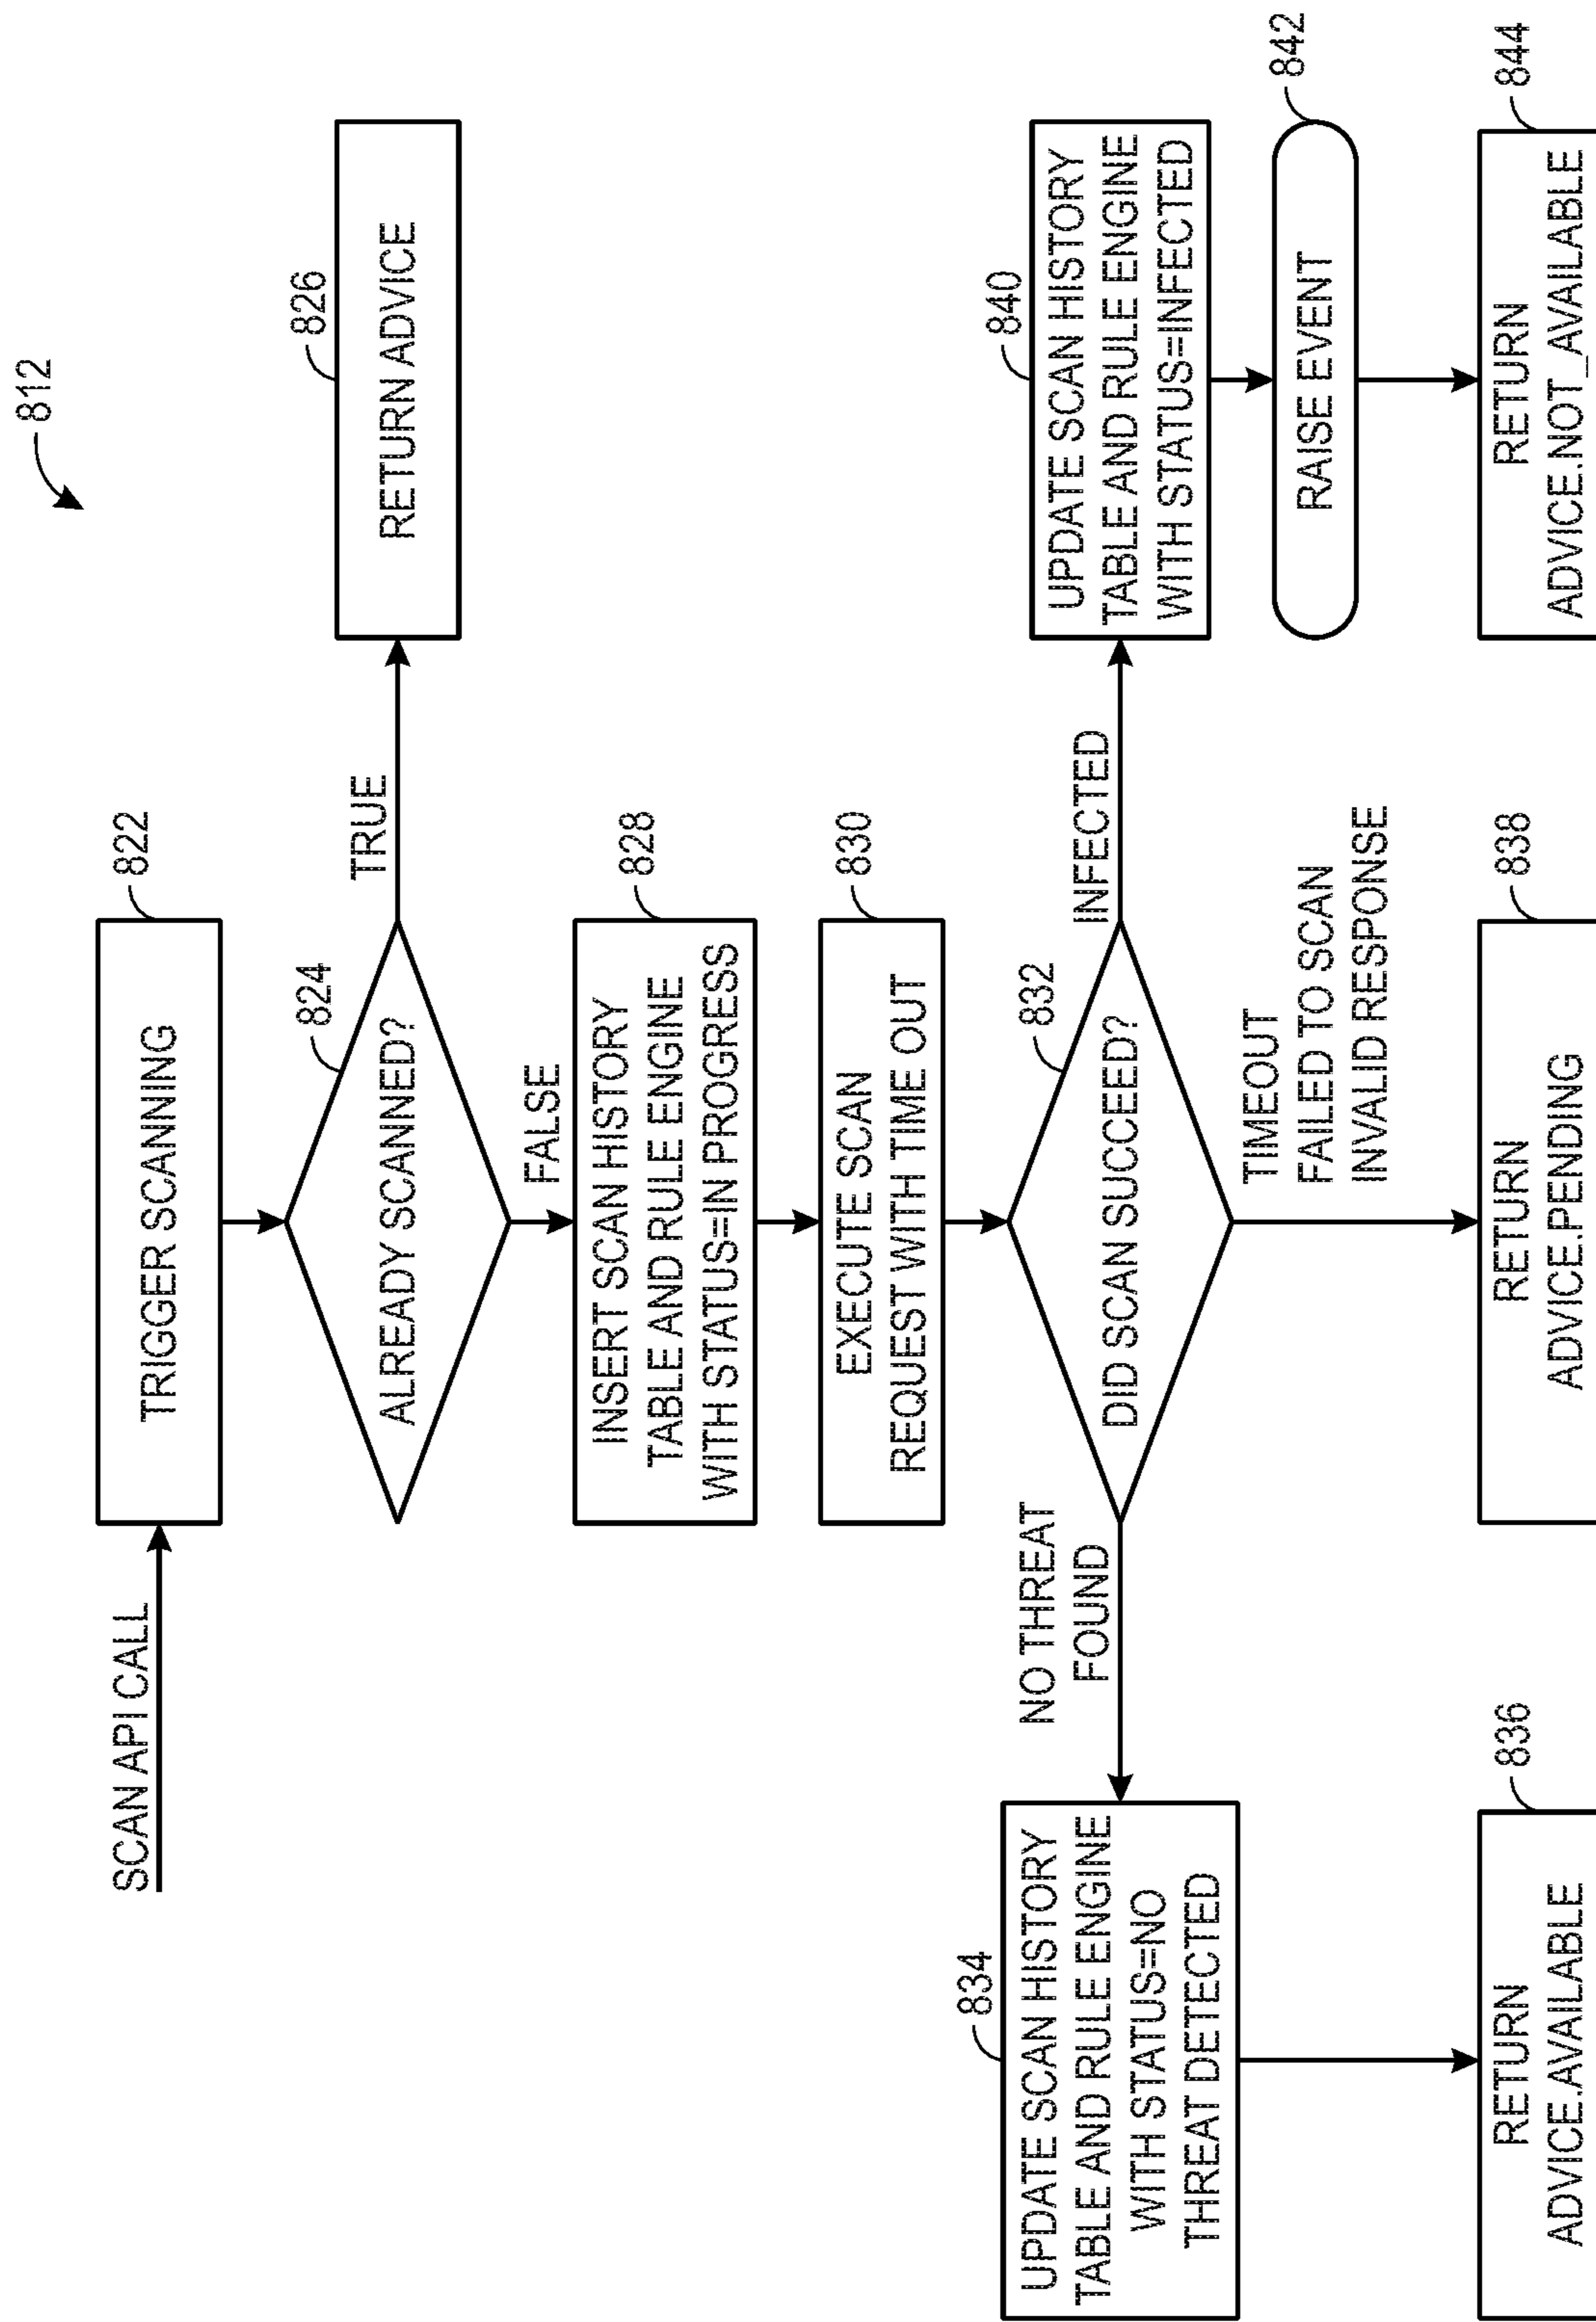 812
SCAN API CALL
TRIGGER SCANNING
822
ALREADY SCANNED?
824
TRUE
RETURN ADVICE
826
FALSE
INSERT SCAN HISTORY
TABLE AND RULE ENGINE
WITH STATUS=IN PROGRESS
828
EXECUTE SCAN
REQUEST WITH TIME OUT
830
DID SCAN SUCCEED?
832
NO THREAT
FOUND
UPDATE SCAN HISTORY
TABLE AND RULE ENGINE
WITH STATUS=NO
THREAT DETECTED
834
INFECTED
UPDATE SCAN HISTORY
TABLE AND RULE ENGINE
WITH STATUS=INFECTED
840
RAISE EVENT
842
TIMEOUT
FAILED TO SCAN
INVALID RESPONSE
RETURN
ADVICE.AVAILABLE
836
RETURN
ADVICE.PENDING
838
RETURN
ADVICE.NOT_AVAILABLE
844